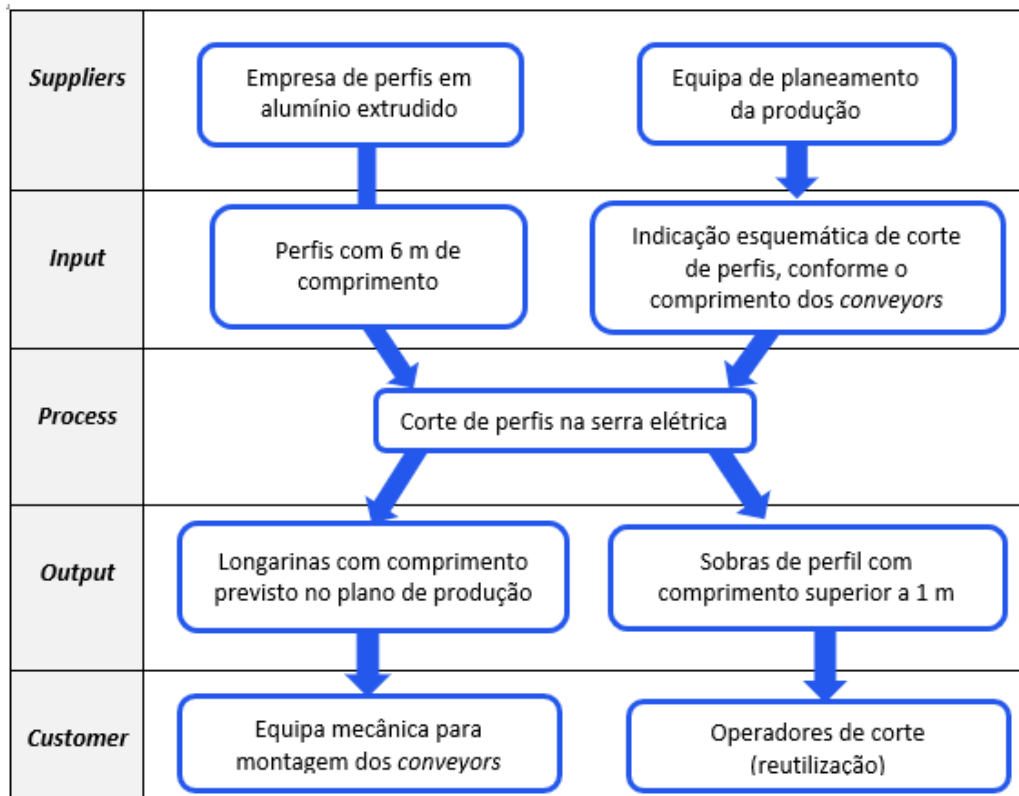 Suppliers
Empresa de perfis em
alumínio extrudido
Equipa de planeamento
da produção
Input
Perfis com 6 m de
comprimento
Indicação esquemática de corte
de perfis, conforme o
comprimento dos conveyors
Process
Corte de perfis na serra elétrica
Output
Longarinas com comprimento
previsto no plano de produção
Sobras de perfil com
comprimento superior a 1 m
Customer
Equipa mecânica para
montagem dos conveyors
Operadores de corte
(reutilização)